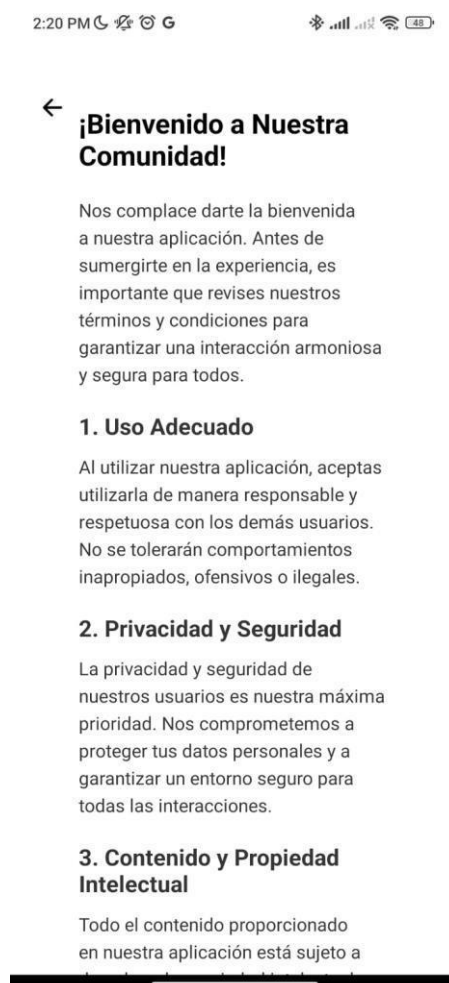 2:20 PM G 48
¡Bienvenido a Nuestra
Comunidad!
Nos complace darte la bienvenida
a nuestra aplicación. Antes de
sumergirte en la experiencia, es
importante que revises nuestros
términos y condiciones para
garantizar una interacción armoniosa
y segura para todos.
1. Uso Adecuado
Al utilizar nuestra aplicación, aceptas
utilizarla de manera responsable y
respetuosa con los demás usuarios.
No se tolerarán comportamientos
inapropiados, ofensivos o ilegales.
2. Privacidad y Seguridad
La privacidad y seguridad de
nuestros usuarios es nuestra máxima
prioridad. Nos comprometemos a
proteger tus datos personales y a
garantizar un entorno seguro para
todas las interacciones.
3. Contenido y Propiedad
Intelectual
Todo el contenido proporcionado
en nuestra aplicación está sujeto a